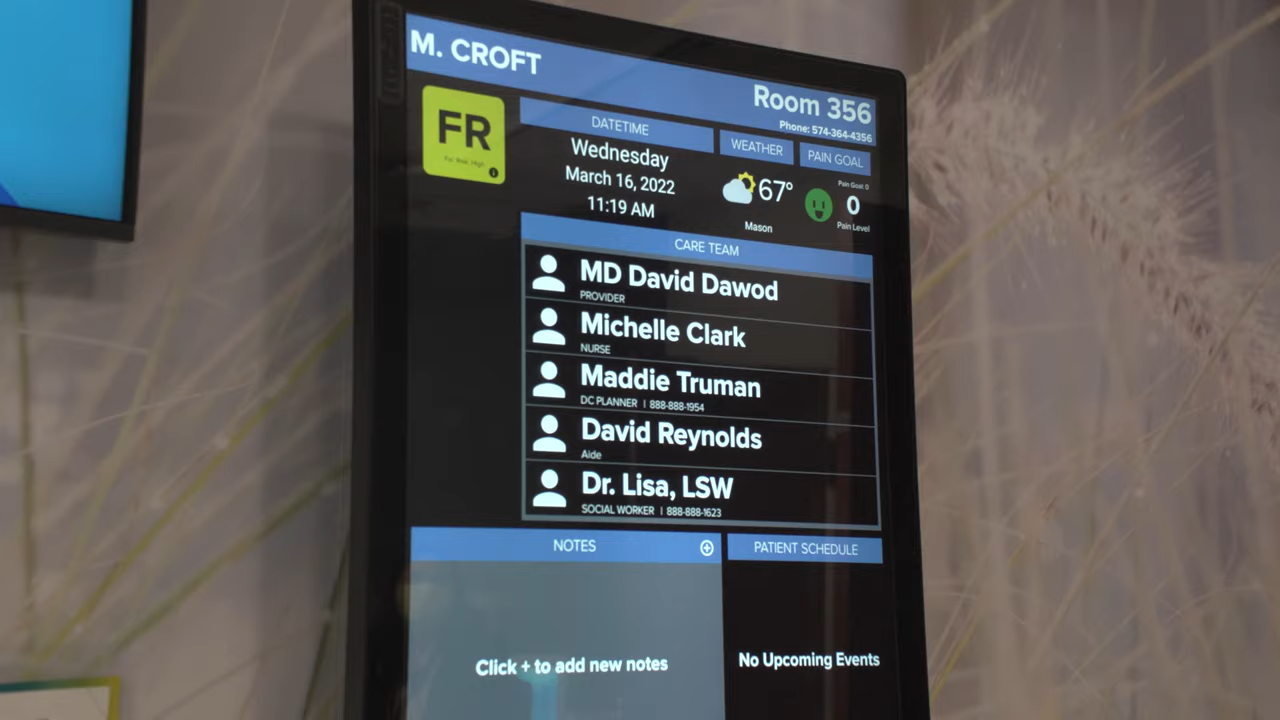 M. CROFT
Room 356
Phone: 574-364-4356
FR
Fall Risk, High
DATETIME
Wednesday
March 16, 2022
11:19 AM
WEATHER
67°
Mason
PAIN GOAL
Pain Goal: 0
0
Pain Level
CARE TEAM
MD David Dawod
PROVIDER
Michelle Clark
NURSE
Maddie Truman
DC PLANNER | 888-888-1954
David Reynolds
Aide
Dr. Lisa, LSW
SOCIAL WORKER | 888-888-1623
NOTES
Click + to add new notes
PATIENT SCHEDULE
No Upcoming Events